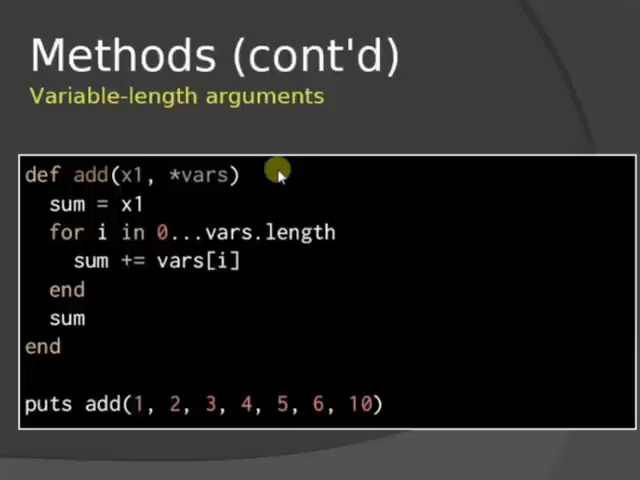 Methods (cont'd)
Variable-length arguments
def add(x1, *vars)
  sum = x1
  for i in 0...vars.length
    sum += vars[i]
  end
  sum
end
puts add(1, 2, 3, 4, 5, 6, 10)